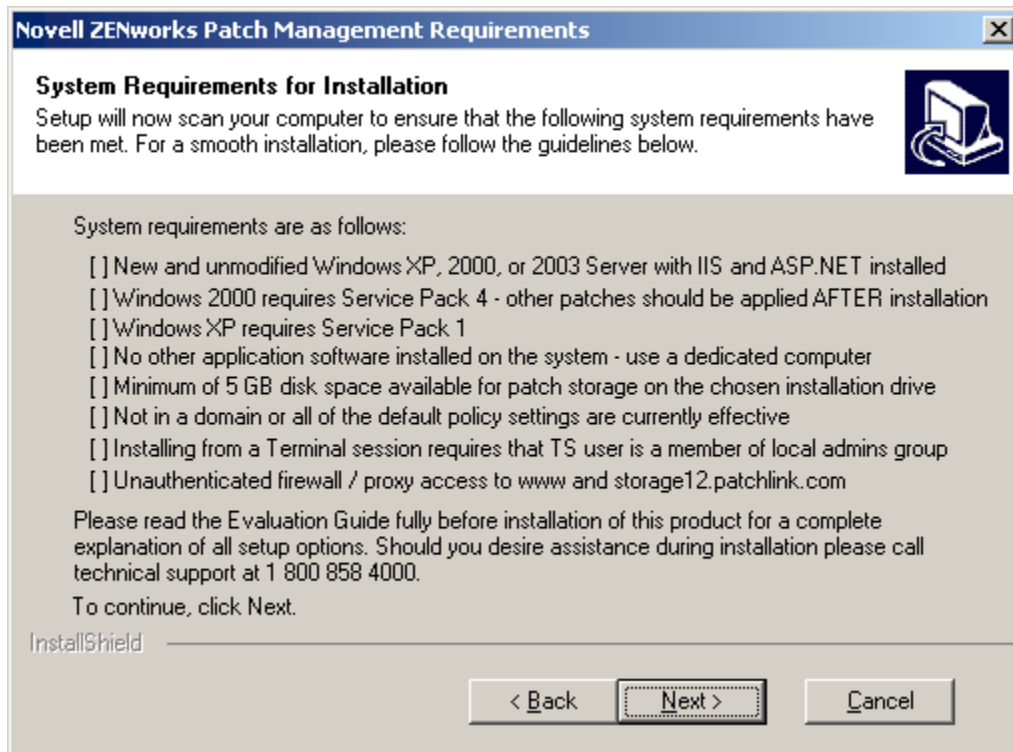 Novell ZENworks Patch Management Requirements
System Requirements for Installation
Setup will now scan your computer to ensure that the following system requirements have
been met. For a smooth installation, please follow the guidelines below.
System requirements are as follows:
[ ] New and unmodified Windows XP, 2000, or 2003 Server with IIS and ASP.NET installed
[ ] Windows 2000 requires Service Pack 4 - other patches should be applied AFTER installation
[ ] Windows XP requires Service Pack 1
[ ] No other application software installed on the system - use a dedicated computer
[ ] Minimum of 5 GB disk space available for patch storage on the chosen installation drive
[ ] Not in a domain or all of the default policy settings are currently effective
[ ] Installing from a Terminal session requires that TS user is a member of local admins group
[ ] Unauthenticated firewall / proxy access to www and storage12.patchlink.com
Please read the Evaluation Guide fully before installation of this product for a complete
explanation of all setup options. Should you desire assistance during installation please call
technical support at 1 800 858 4000.
To continue, click Next.
InstallShield
< Back
Next >
Cancel